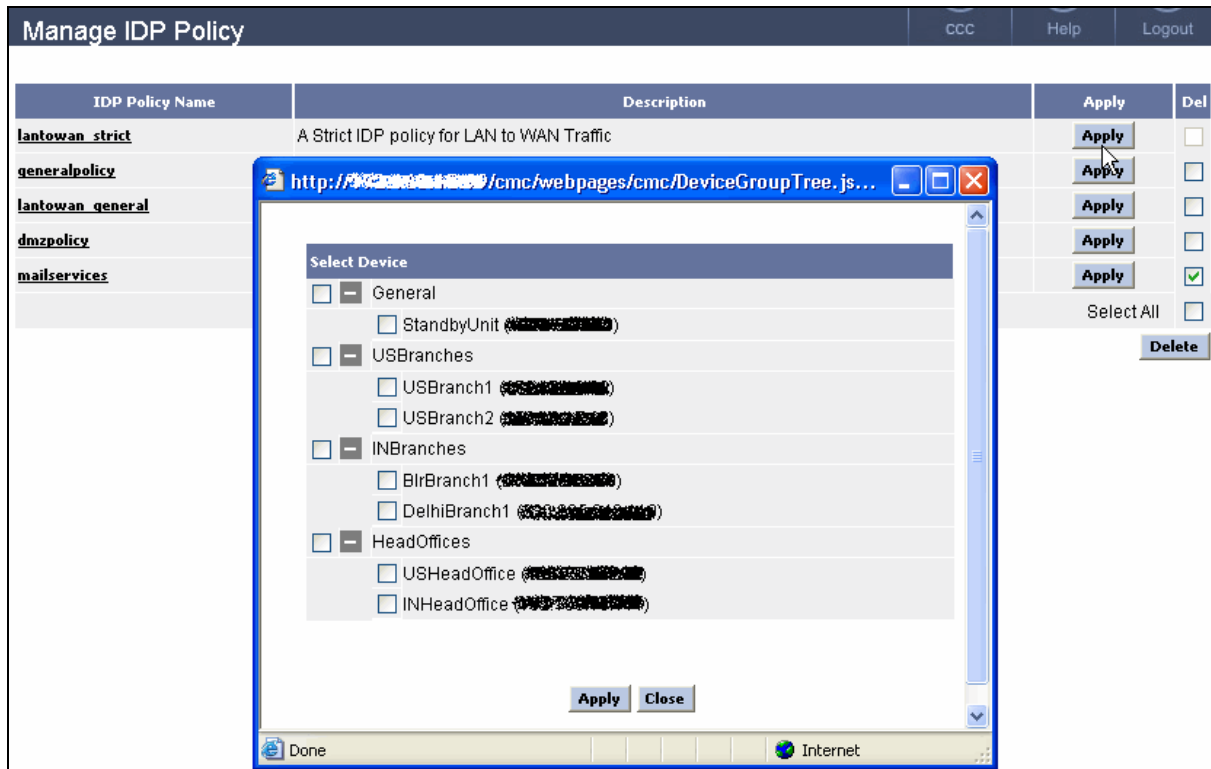 Manage IDP Policy
CCC Help Logout
IDP Policy Name Description Apply Del
lantowan_strict A Strict IDP policy for LAN to WAN Traffic Apply
generalpolicy Apply
lantowan_general Apply
dmzpolicy Apply
mailservices Apply
Select All
Delete
http:// /cmc/webpages/cmc/DeviceGroupTree.js...
Select Device
General
StandbyUnit ( )
USBranches
USBranch1 ( )
USBranch2 ( )
INBranches
BlrBranch1 ( )
DelhiBranch1 ( )
HeadOffices
USHeadOffice ( )
INHeadOffice ( )
Apply Close
Done Internet